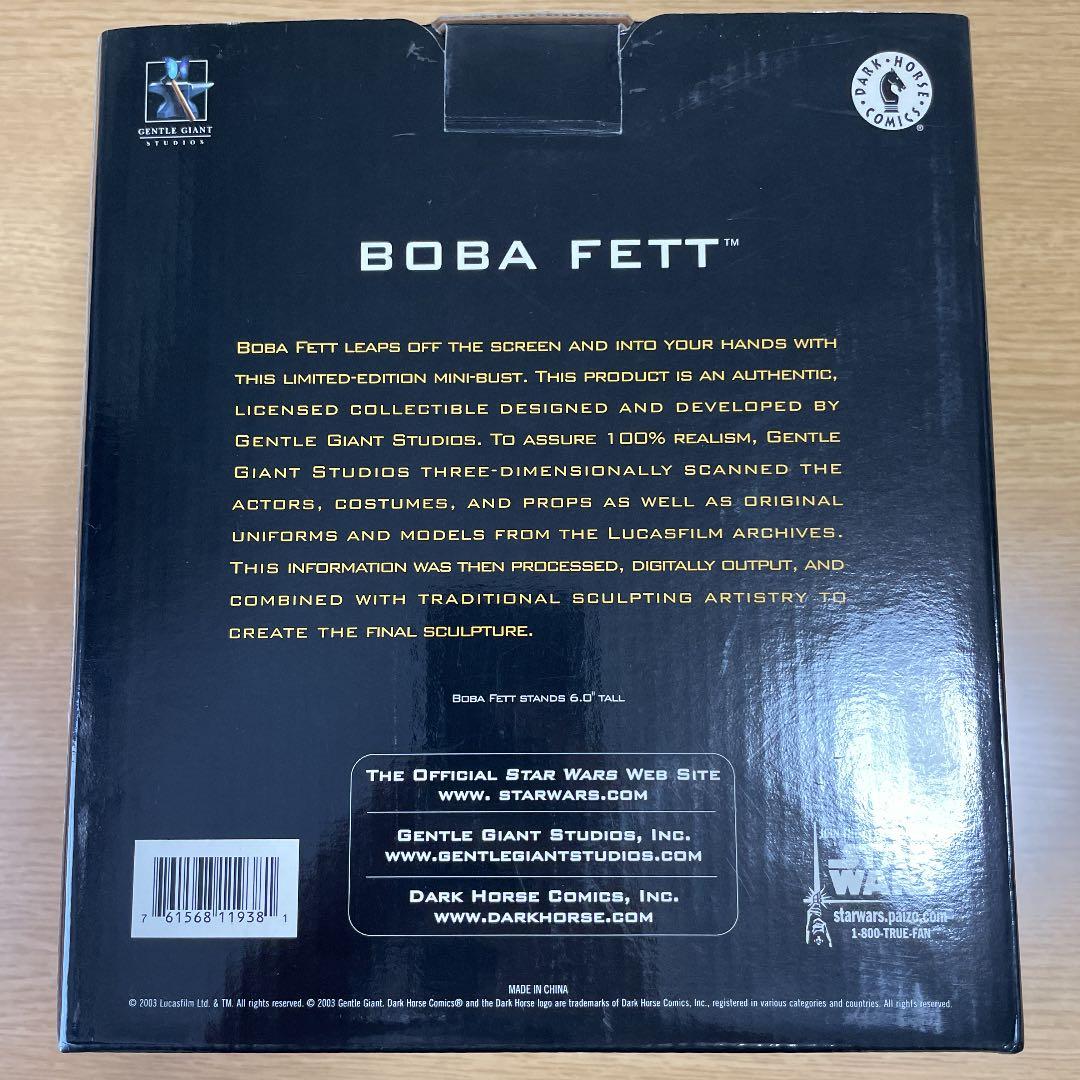 GENTLE GIANT
STUDIOS
DARK • HORSE • COMICS
®
BOBA FETT™
BOBA FETT LEAPS OFF THE SCREEN AND INTO YOUR HANDS WITH
THIS LIMITED-EDITION MINI-BUST. THIS PRODUCT IS AN AUTHENTIC,
LICENSED COLLECTIBLE DESIGNED AND DEVELOPED BY
GENTLE GIANT STUDIOS. TO ASSURE 100% REALISM, GENTLE
GIANT STUDIOS THREE-DIMENSIONALLY SCANNED THE
ACTORS, COSTUMES, AND PROPS AS WELL AS ORIGINAL
UNIFORMS AND MODELS FROM THE LUCASFILM ARCHIVES.
THIS INFORMATION WAS THEN PROCESSED, DIGITALLY OUTPUT, AND
COMBINED WITH TRADITIONAL SCULPTING ARTISTRY TO
CREATE THE FINAL SCULPTURE.
BOBA FETT STANDS 6.0" TALL
THE OFFICIAL STAR WARS WEB SITE
WWW. STARWARS.COM
GENTLE GIANT STUDIOS, INC.
WWW.GENTLEGIANTSTUDIOS.COM
DARK HORSE COMICS, INC.
WWW.DARKHORSE.COM
7 61568 11938 1
JOIN
WARS
starwars.paizo.com
1-800-TRUE-FAN
MADE IN CHINA
© 2003 Lucasfilm Ltd. & TM. All rights reserved. © 2003 Gentle Giant. Dark Horse Comics® and the Dark Horse logo are trademarks of Dark Horse Comics, Inc., registered in various categories and countries. All rights reserved.